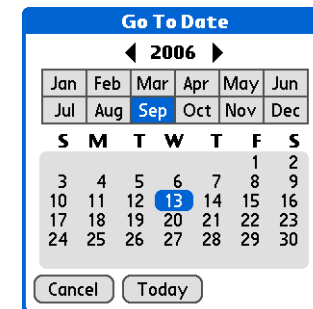 Go To Date
2006
Jan Feb Mar Apr May Jun
Jul Aug Sep Oct Nov Dec
S M T W T F S
1 2
3 4 5 6 7 8 9
10 11 12 13 14 15 16
17 18 19 20 21 22 23
24 25 26 27 28 29 30
Cancel Today